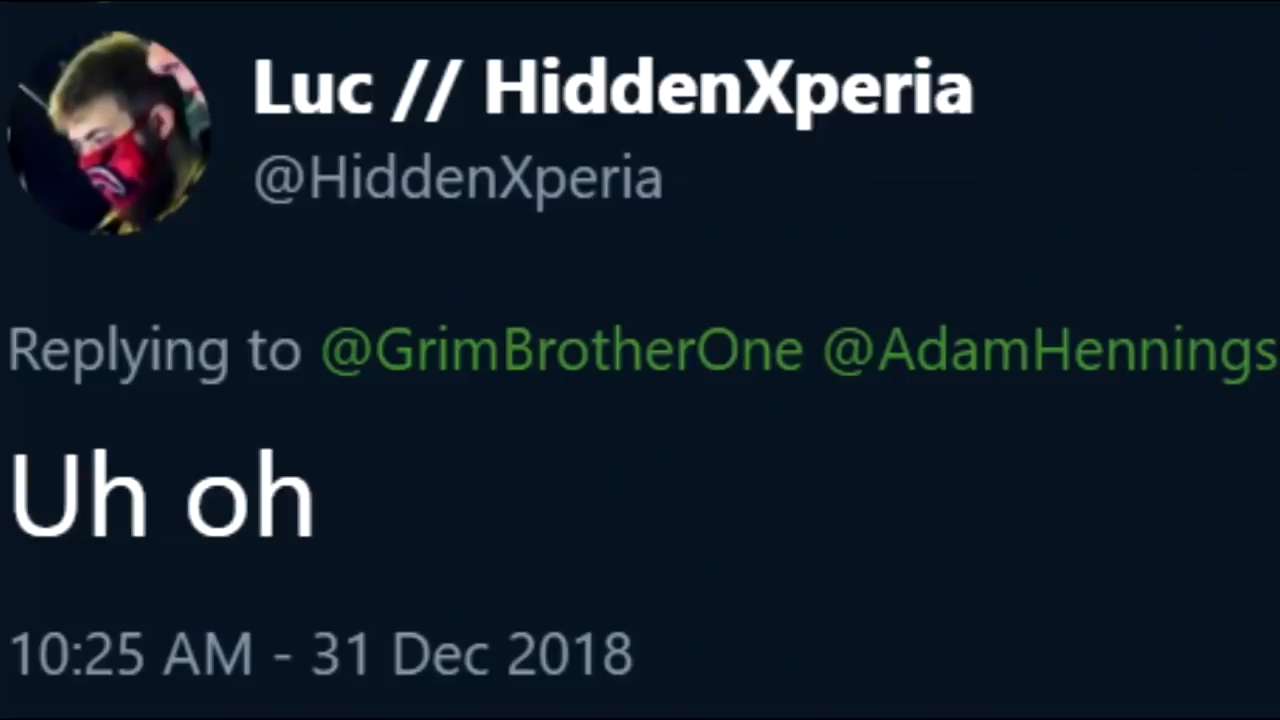 Luc // HiddenXperia
@HiddenXperia
Replying to @GrimBrotherOne @AdamHennings
Uh oh
10:25 AM - 31 Dec 2018